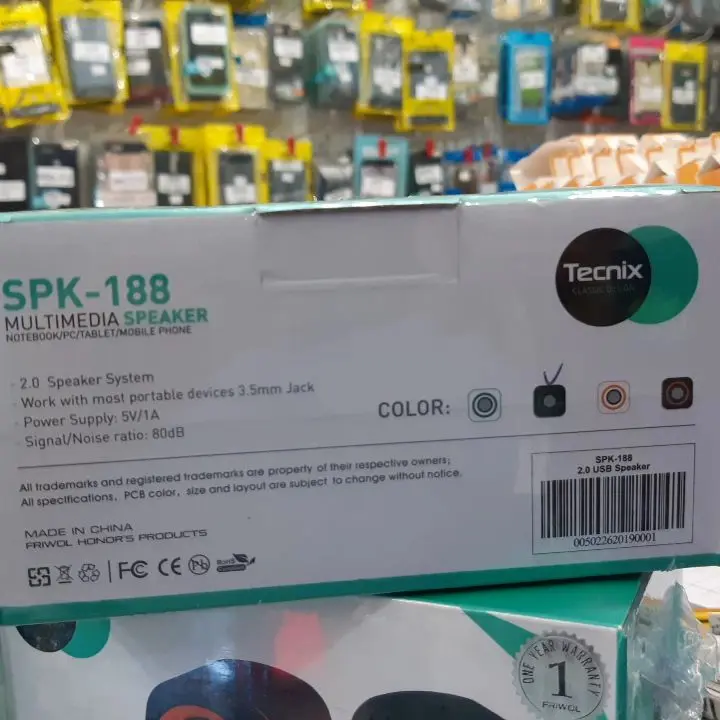 SPK-188
MULTIMEDIA SPEAKER
NOTEBOOK/PC/TABLET/MOBILE PHONE
Tecnix
CLASSIC DESIGN
· 2.0 Speaker System
· Work with most portable devices 3.5mm Jack
· Power Supply: 5V/1A
· Signal/Noise ratio: 80dB
COLOR:
All trademarks and registered trademarks are property of their respective owners;
All specifications, PCB color, size and layout are subject to change without notice.
SPK-188
2.0 USB Speaker
005022620190001
MADE IN CHINA
FRIWOL HONOR'S PRODUCTS
FC CE RoHS
ONE YEAR WARRANTY
1
FRIWOL